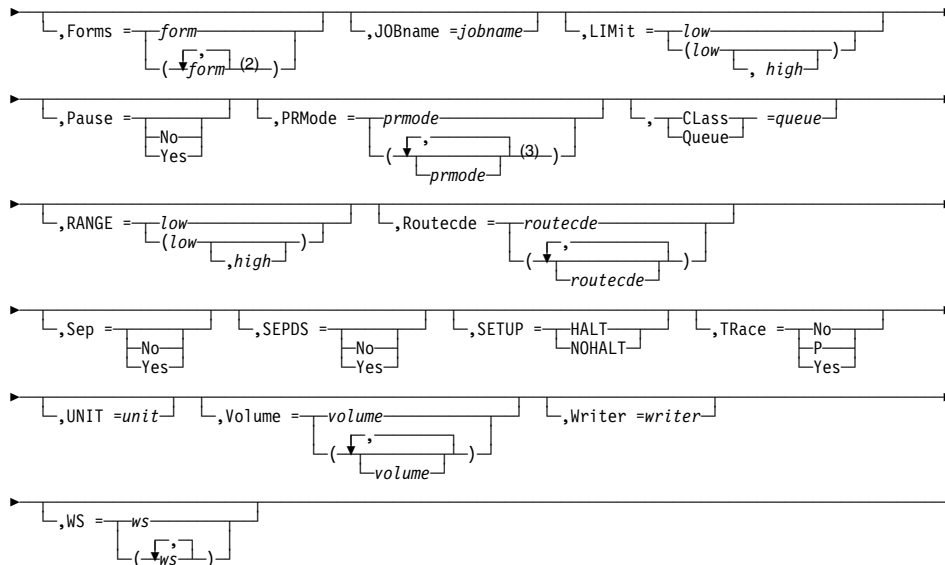 ,Forms = form ,JOBname =jobname ,LIMit = low
, (low
( form (2) ) , high )
,Pause = ,PRMode = prmode , CLass =queue
No , Queue
Yes ( (3) )
prmode
,RANGE = low ,Routecde = routecde
(low ) ,
,high ( )
routecde
,Sep = ,SEPDS = ,SETUP = HALT ,TRace = No
No No NOHALT P
Yes Yes Yes
,UNIT =unit ,Volume = volume ,Writer =writer
,
( )
volume
,WS = ws
,
( ws )